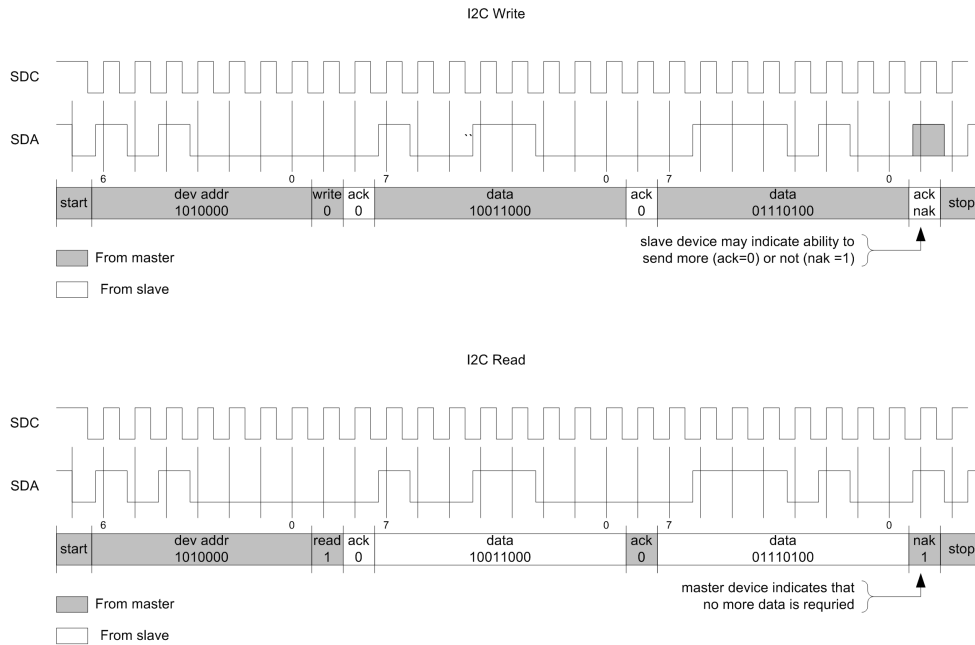 I2C Write
SDC
SDA
``
6 0 7 0 7 0
start dev addr write ack data ack data ack stop
1010000 0 0 10011000 0 01110100 nak
slave device may indicate ability to
send more (ack=0) or not (nak =1)
From master
From slave
I2C Read
SDC
SDA
6 0 7 0 7 0
start dev addr read ack data ack data nak stop
1010000 1 0 10011000 0 01110100 1
master device indicates that
no more data is requried
From master
From slave